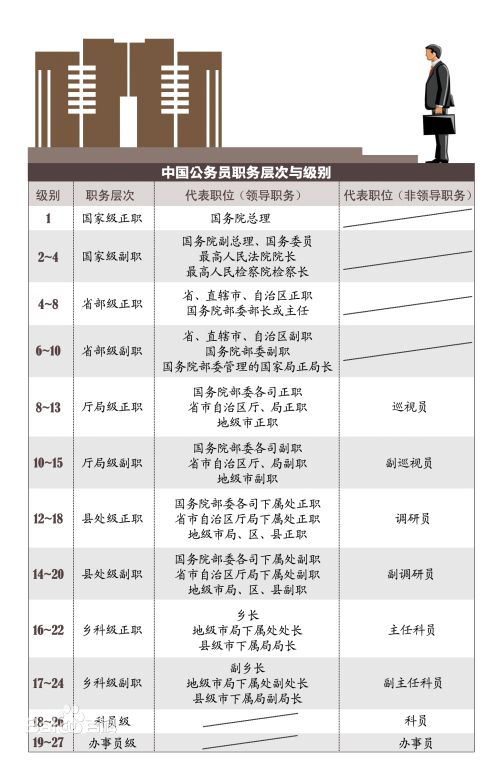 中国公务员职务层次与级别
级别 职务层次 代表职位（领导职务） 代表职位（非领导职务）
1 国家级正职 国务院总理
2~4 国家级副职 国务院副总理、国务委员
最高人民法院院长
最高人民检察院检察长
4~8 省部级正职 省、直辖市、自治区正职
国务院部委部长或主任
6~10 省部级副职 省、直辖市、自治区副职
国务院部委副职
国务院部委管理的国家局正局长
8~13 厅局级正职 国务院部委各司正职
省市自治区厅、局正职
地级市正职
巡视员
10~15 厅局级副职 国务院部委各司副职
省市自治区厅、局副职
地级市副职
副巡视员
12~18 县处级正职 国务院部委各司下属处正职
省市自治区厅局下属处正职
地级市局、区、县正职
调研员
14~20 县处级副职 国务院部委各司下属处副职
省市自治区厅局下属处副职
地级市局、区、县副职
副调研员
16~22 乡科级正职 乡长
地级市局下属处处长
县级市下属局局长
主任科员
17~24 乡科级副职 副乡长
地级市局下属处副处长
县级市下属局副局长
副主任科员
18~26 科员级 科员
19~27 办事员级 办事员